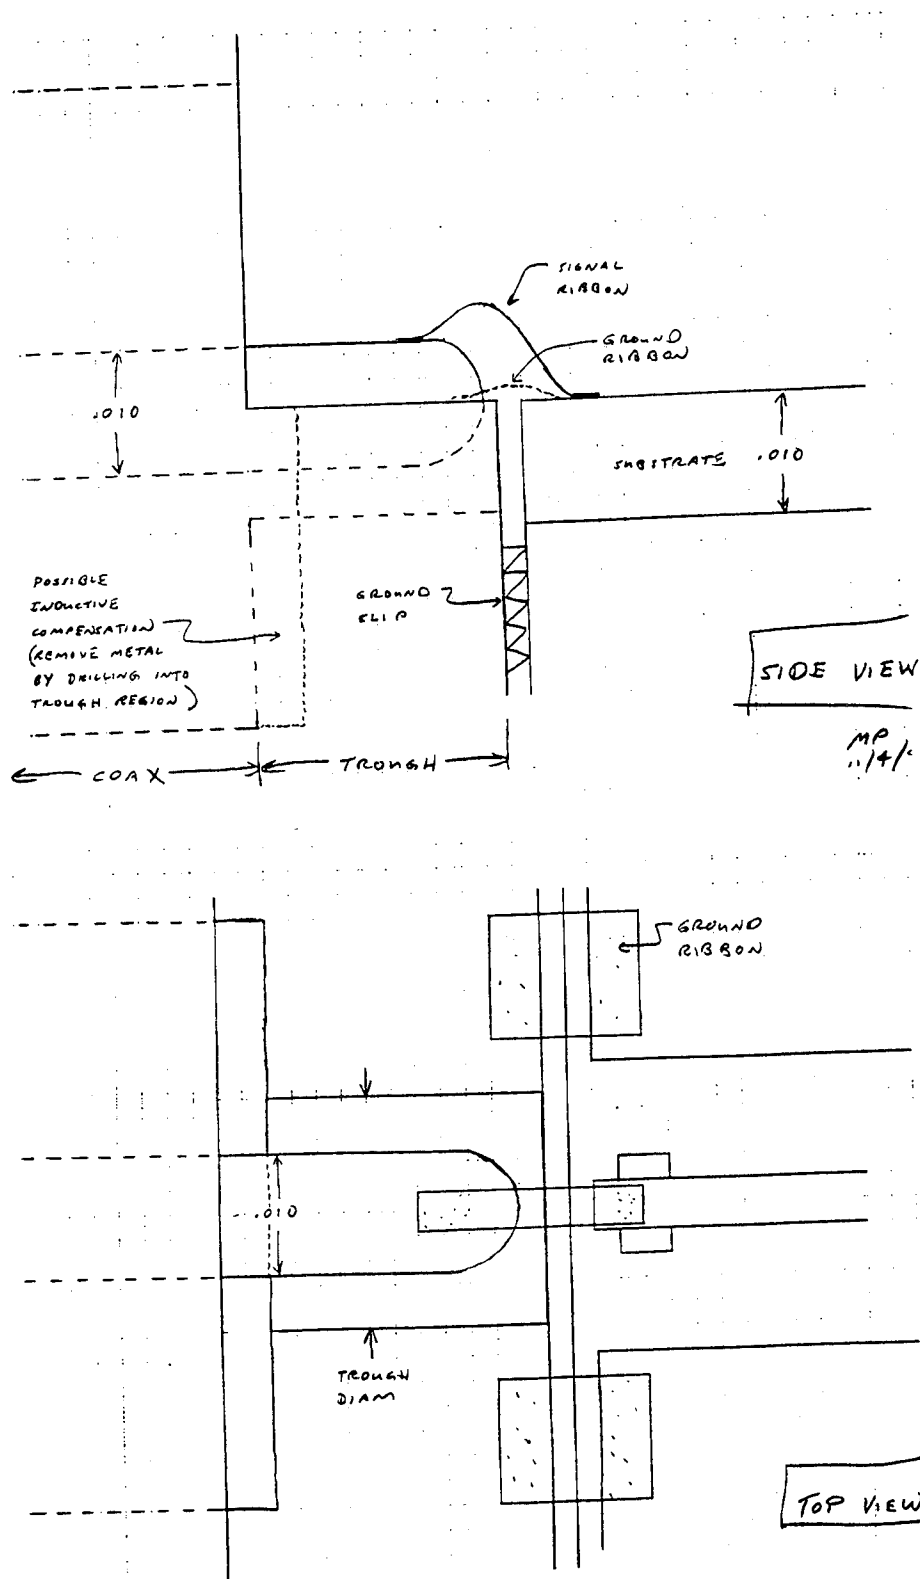 SIGNAL
RIBBON
GROUND
RIBBON
.010
SUBSTRATE .010
POSSIBLE
INDUCTIVE
COMPENSATION
(REMOVE METAL
BY DRILLING INTO
TROUGH REGION)
GROUND
SLIP
SIDE VIEW
MP
COAX
TROUGH
GROUND
RIBBON
.010
TROUGH
DIAM
TOP VIEW